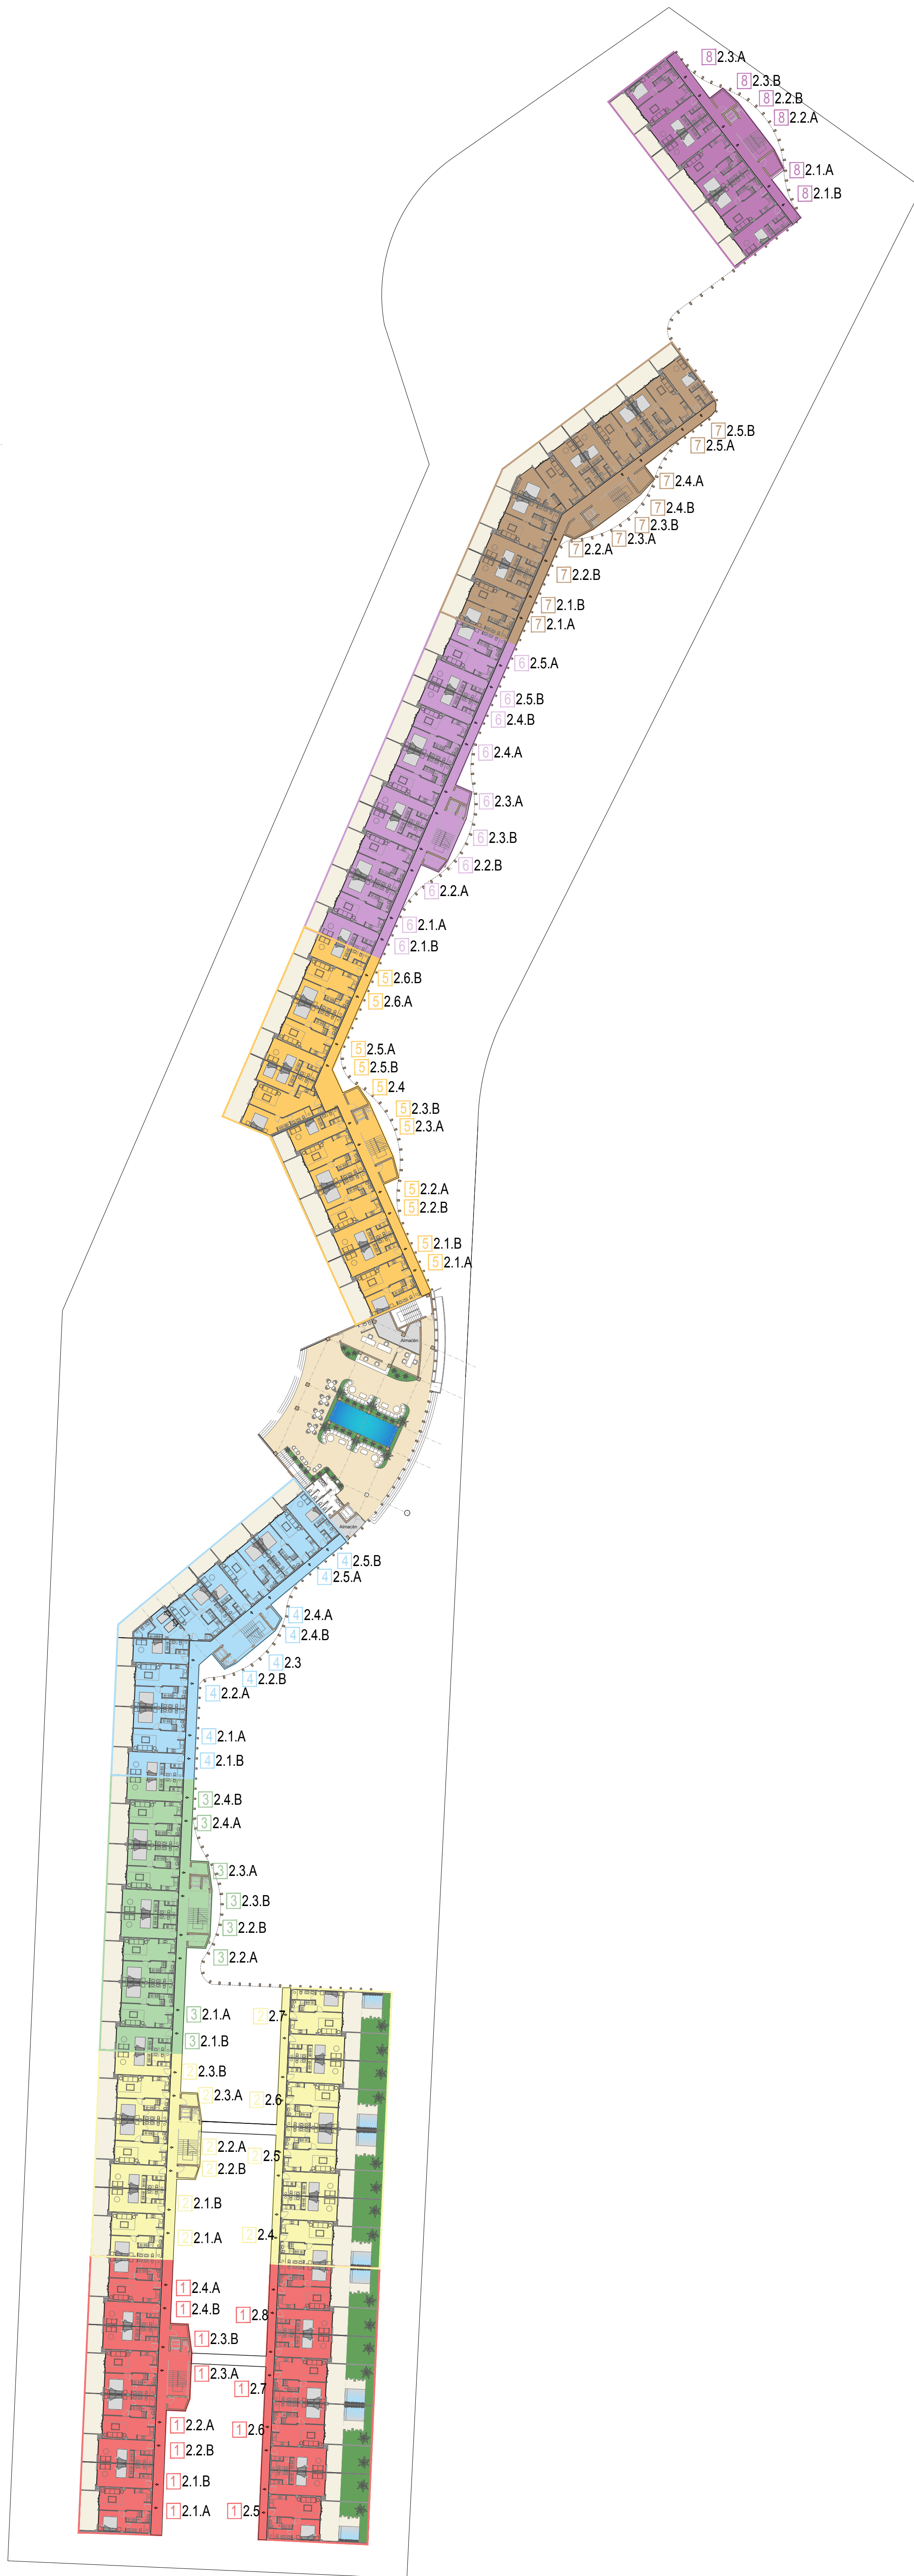 8 2.3.A
8 2.3.B
8 2.2.B
8 2.2.A
8 2.1.A
8 2.1.B
7 2.5.B
7 2.5.A
7 2.4.A
7 2.4.B
7 2.3.B
7 2.3.A
7 2.2.A
7 2.2.B
7 2.1.B
7 2.1.A
6 2.5.A
6 2.5.B
6 2.4.B
6 2.4.A
6 2.3.A
6 2.3.B
6 2.2.B
6 2.2.A
6 2.1.A
6 2.1.B
5 2.6.B
5 2.6.A
5 2.5.A
5 2.5.B
5 2.4
5 2.3.B
5 2.3.A
5 2.2.A
5 2.2.B
5 2.1.B
5 2.1.A
Almacén
Almacén
4 2.5.B
4 2.5.A
4 2.4.A
4 2.4.B
4 2.3
4 2.2.B
4 2.2.A
4 2.1.A
4 2.1.B
3 2.4.B
3 2.4.A
3 2.3.A
3 2.3.B
3 2.2.B
3 2.2.A
3 2.1.A
2 2.7
3 2.1.B
2 2.3.B
2 2.3.A
2 2.6
2 2.2.A
2 2.5
2 2.2.B
2 2.1.B
2 2.1.A
2 2.4
1 2.4.A
1 2.4.B
1 2.8
1 2.3.B
1 2.3.A
1 2.7
1 2.2.A
1 2.6
1 2.2.B
1 2.1.B
1 2.1.A
1 2.5